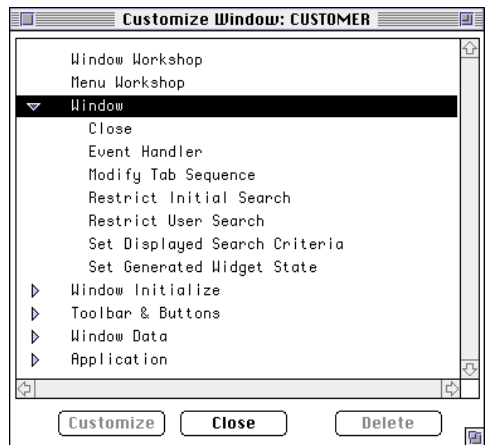 Customize Window: CUSTOMER
Window Workshop
Menu Workshop
Window
Close
Event Handler
Modify Tab Sequence
Restrict Initial Search
Restrict User Search
Set Displayed Search Criteria
Set Generated Widget State
Window Initialize
Toolbar & Buttons
Window Data
Application
Customize Close Delete